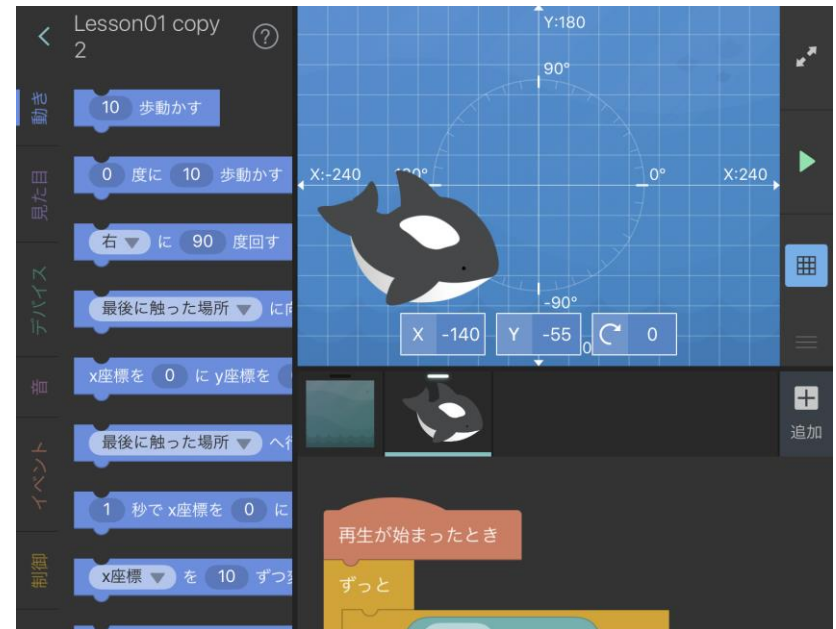 Lesson01 copy
2
?
動き
見た目
デバイス
音
イベント
制御
10 歩動かす
0 度に 10 歩動かす
右 に 90 度回す
最後に触った場所 に
x座標を 0 に y座標を
最後に触った場所 へ
1 秒で x座標を 0 に
x座標 を 10 ずつ
Y:180
90°
X:-240
0°
X:240
-90°
X -140 Y -55 0
追加
再生が始まったとき
ずっと